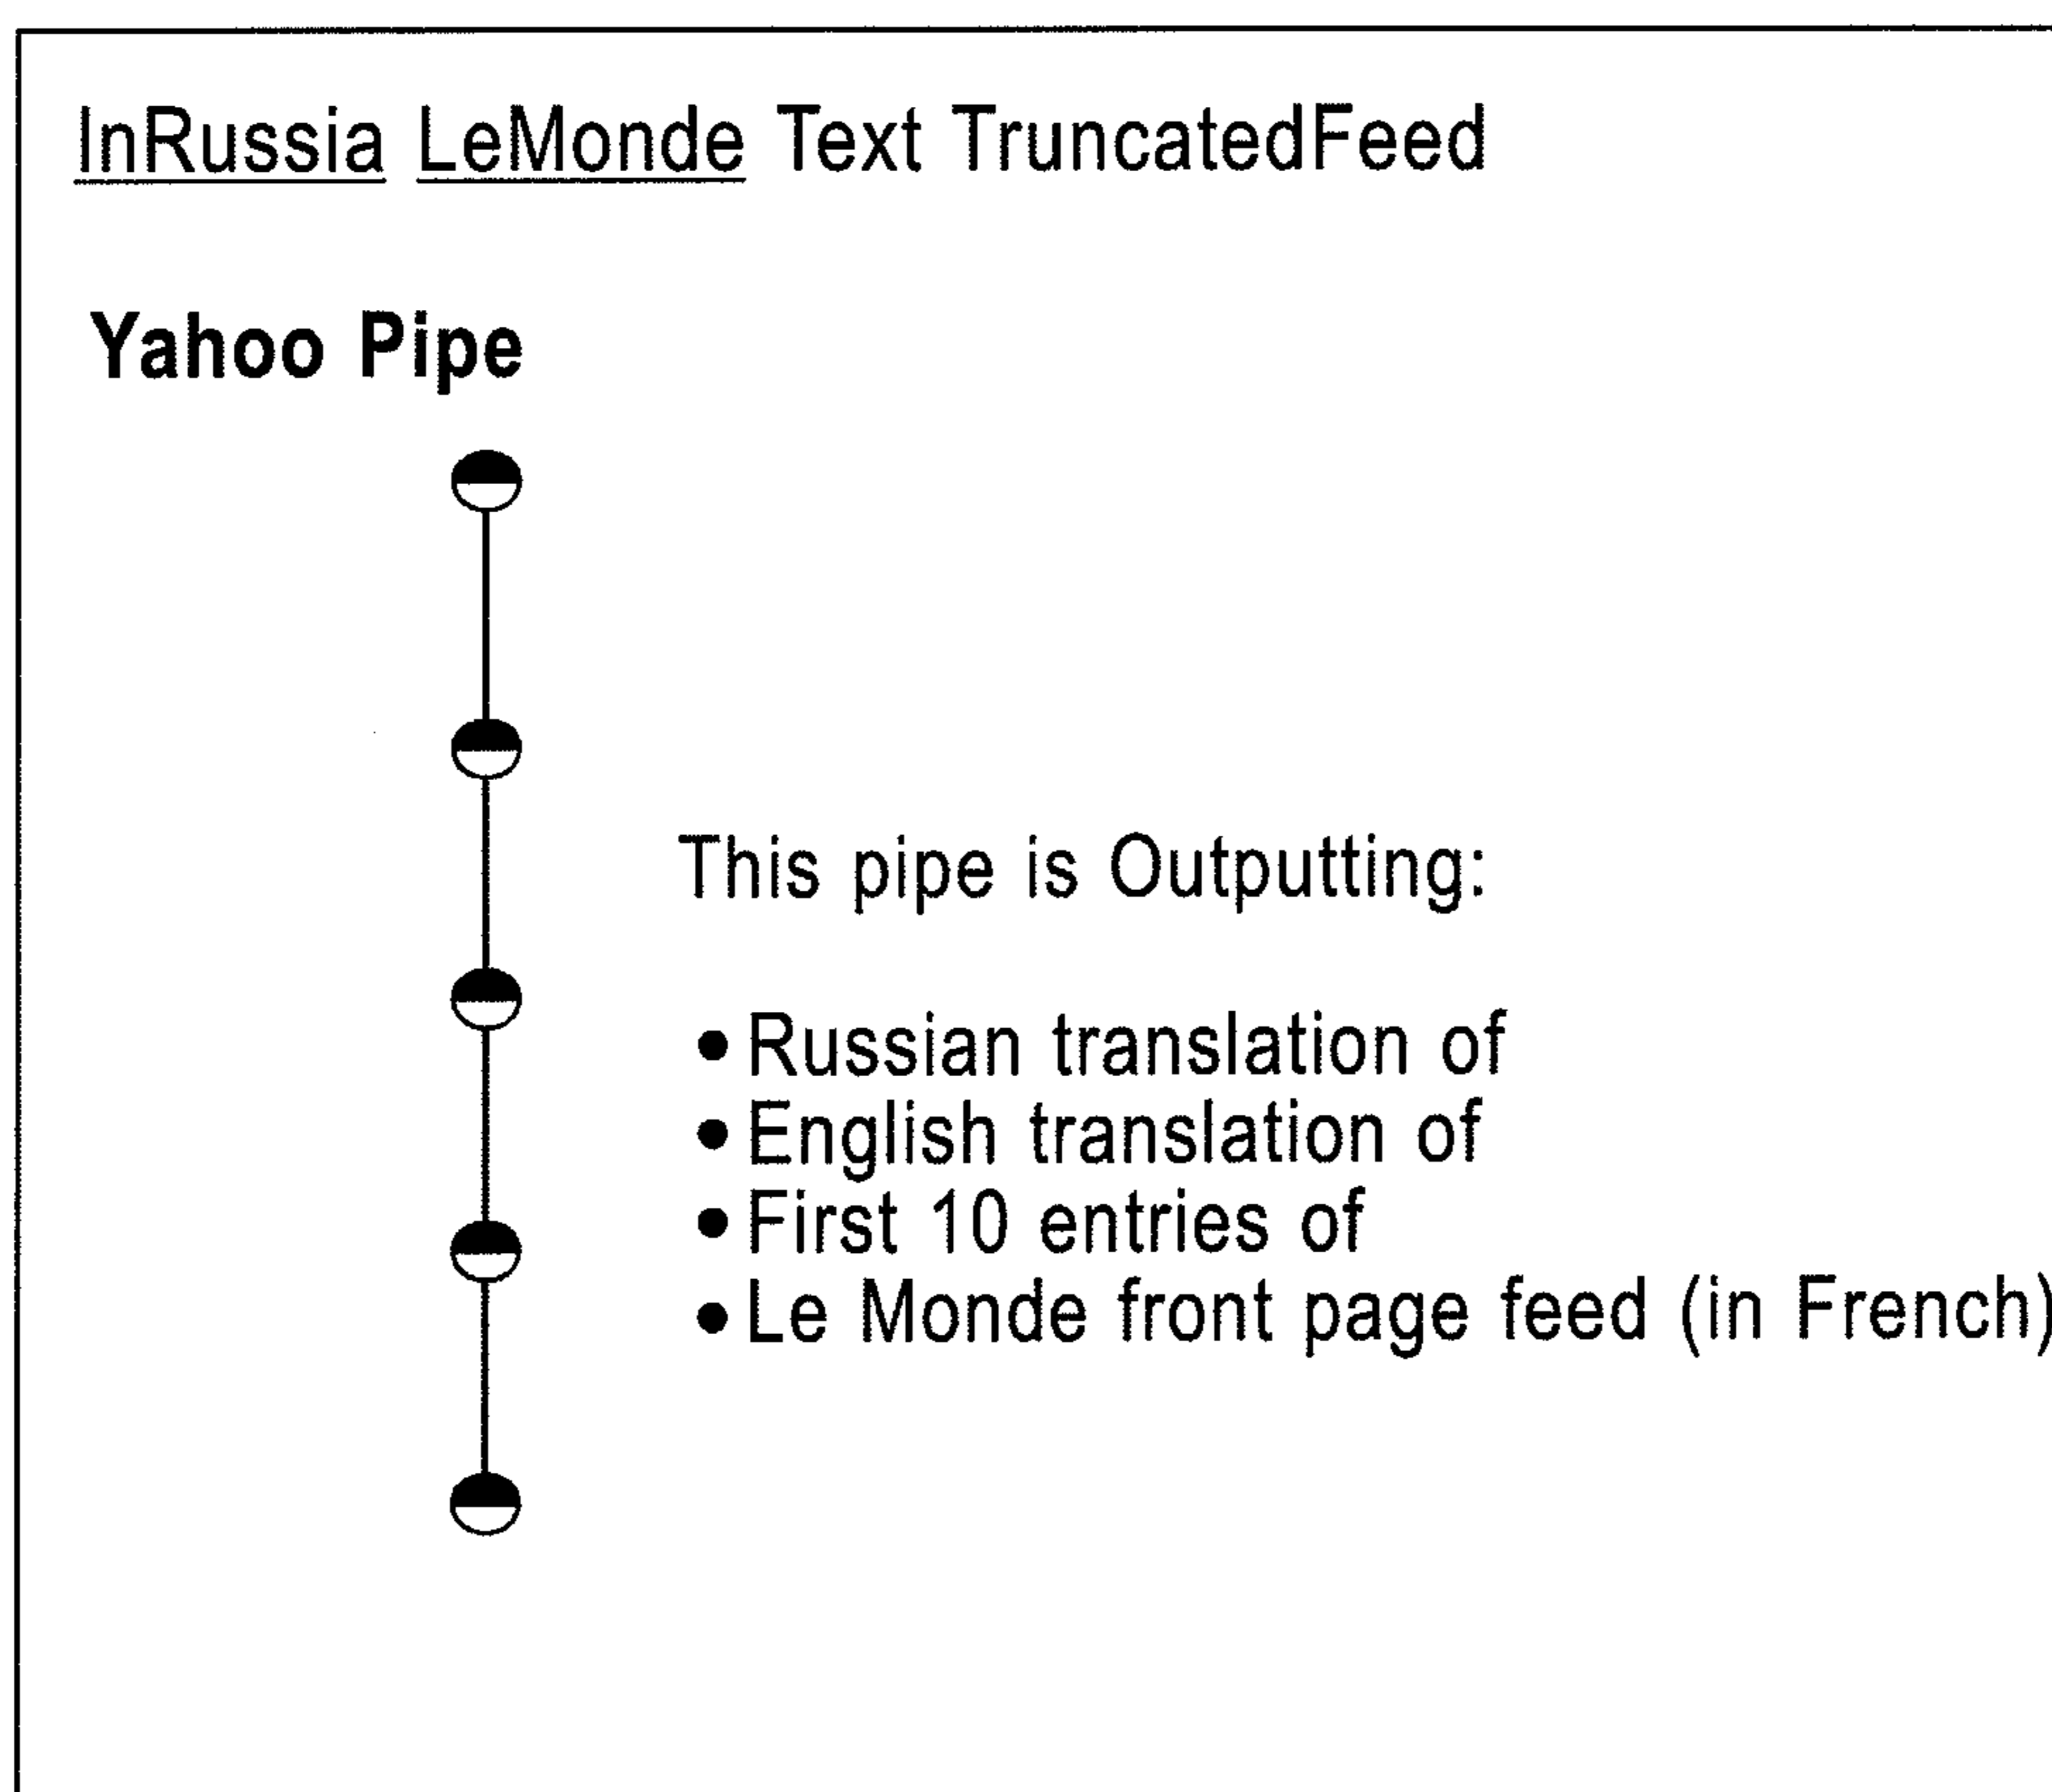 InRussia LeMonde Text TruncatedFeed
Yahoo Pipe
This pipe is Outputting:
• Russian translation of
• English translation of
• First 10 entries of
• Le Monde front page feed (in French)